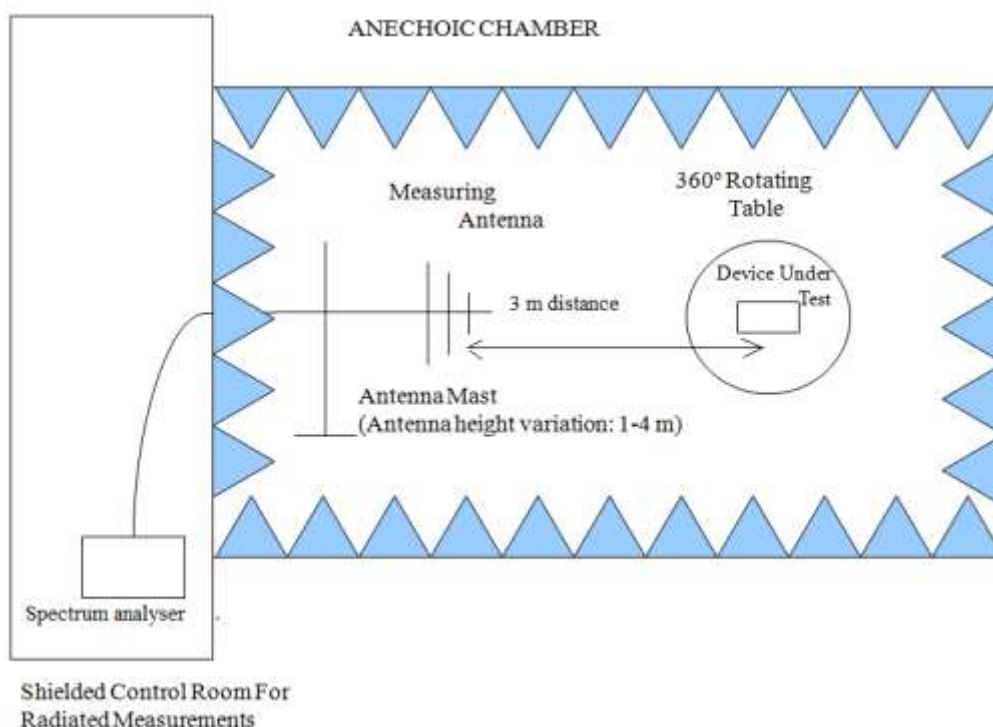 ANECHOIC CHAMBER
Measuring
Antenna
360º Rotating
Table
Device Under
Test
3 m distance
Antenna Mast
(Antenna height variation: 1-4 m)
Spectrum analyser
Shielded Control Room For
Radiated Measurements